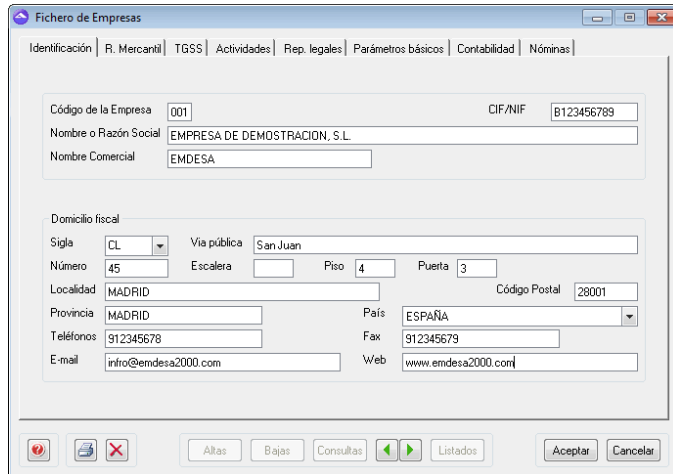 Fichero de Empresas
Identificación R. Mercantil TGSS Actividades Rep. legales Parámetros básicos Contabilidad Nóminas
Código de la Empresa 001 CIF/NIF B123456789
Nombre o Razón Social EMPRESA DE DEMOSTRACION, S.L.
Nombre Comercial EMDESA
Domicilio fiscal
Sigla CL Via pública San Juan
Número 45 Escalera Piso 4 Puerta 3
Localidad MADRID Código Postal 28001
Provincia MADRID País ESPAÑA
Teléfonos 912345678 Fax 912345679
E-mail infro@emdesa2000.com Web www.emdesa2000.com
Altas Bajas Consultas Listados Aceptar Cancelar